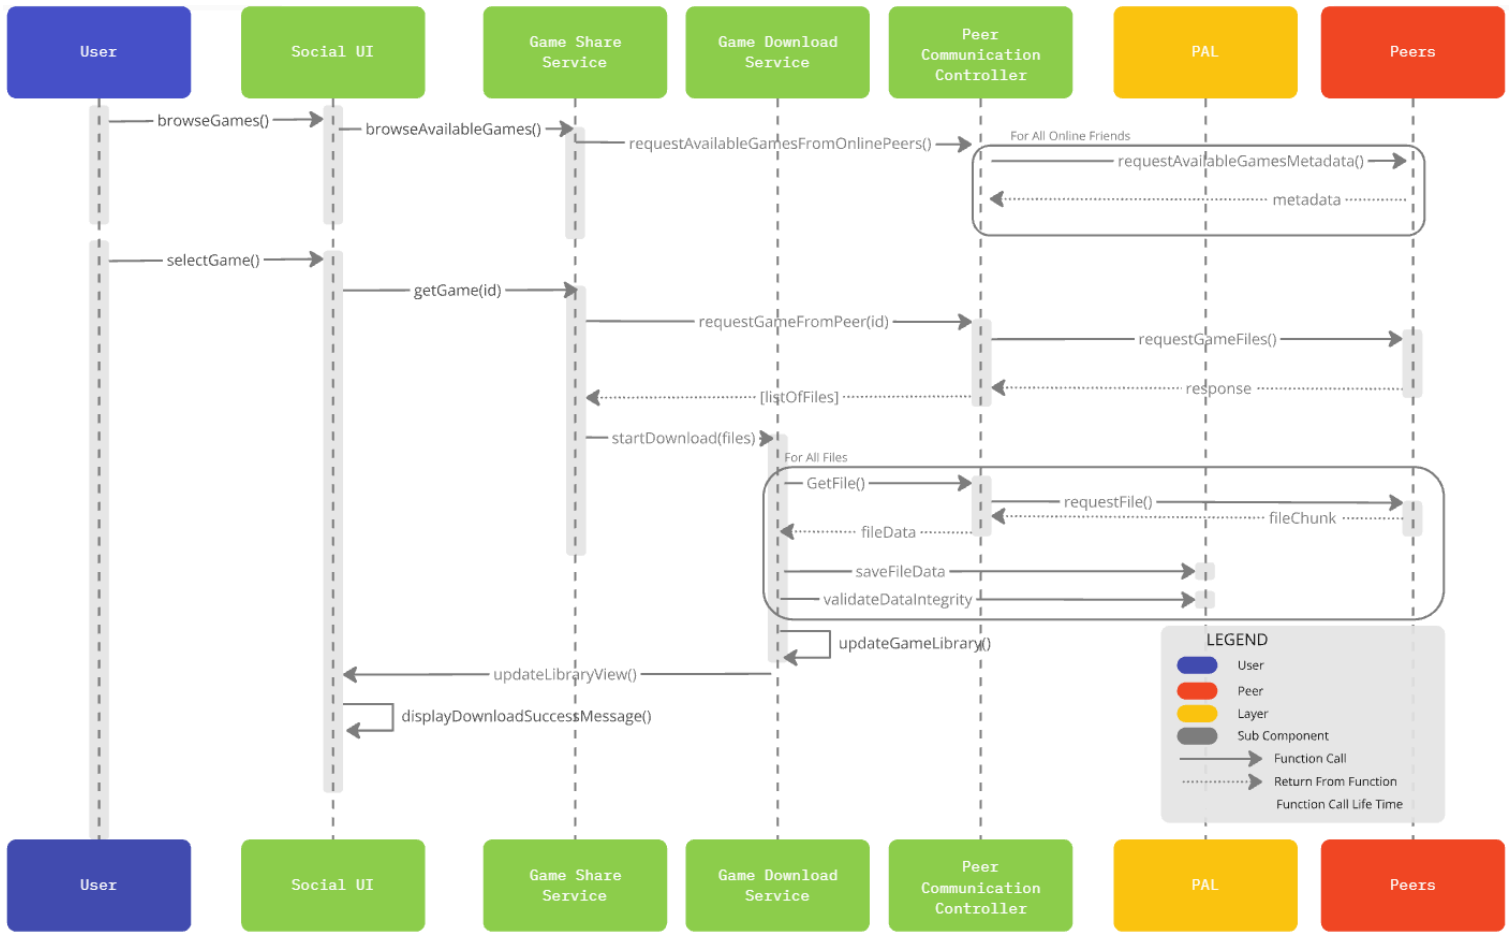 User
Social UI
Game Share
Service
Game Download
Service
Peer
Communication
Controller
PAL
Peers
browseGames()
browseAvailableGames()
requestAvailableGamesFromOnlinePeers()
For All Online Friends
requestAvailableGamesMetadata()
metadata
selectGame()
getGame(id)
requestGameFromPeer(id)
requestGameFiles()
response
[listOfFiles]
startDownload(files)
For All Files
GetFile()
requestFile()
fileChunk
fileData
saveFileData
validateDataIntegrity
updateGameLibrary()
updateLibraryView()
displayDownloadSuccessMessage()
LEGEND
User
Peer
Layer
Sub Component
Function Call
Return From Function
Function Call Life Time
User
Social UI
Game Share
Service
Game Download
Service
Peer
Communication
Controller
PAL
Peers